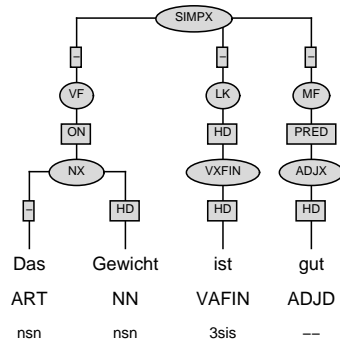 SIMPX
– – –
VF LK MF
ON HD PRED
NX VXFIN ADJX
– HD HD HD
Das Gewicht ist gut
ART NN VAFIN ADJD
nsn nsn 3sis −−